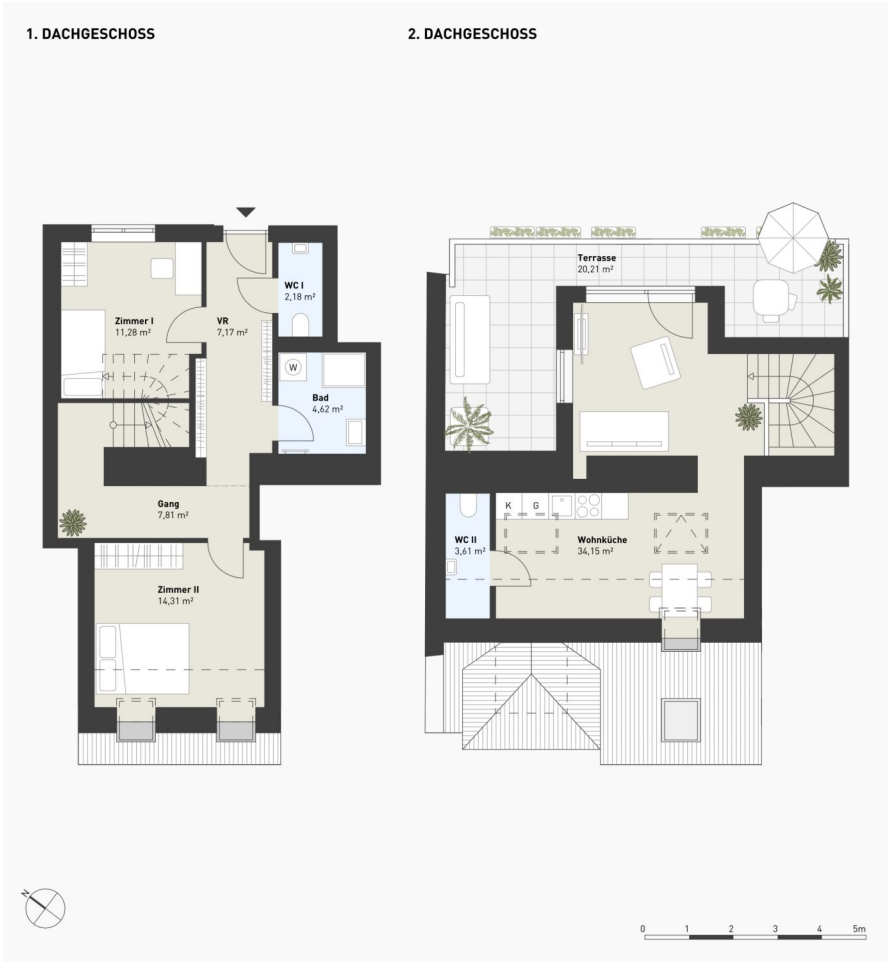 1. DACHGESCHOSS
2. DACHGESCHOSS
Zimmer I
11,28 m²
VR
7,17 m²
WC I
2,18 m²
W
Bad
4,62 m²
Gang
7,81 m²
Zimmer II
14,31 m²
Terrasse
20,21 m²
K
G
WC II
3,61 m²
Wohnküche
34,15 m²
N
0 1 2 3 4 5m